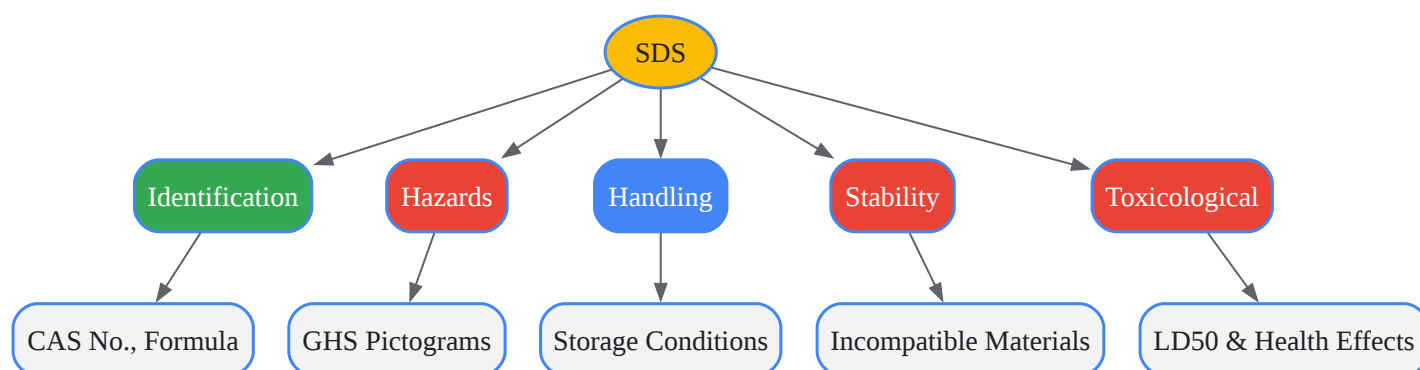 SDS
Identification
Hazards
Handling
Stability
Toxicological
CAS No., Formula
GHS Pictograms
Storage Conditions
Incompatible Materials
LD50 & Health Effects